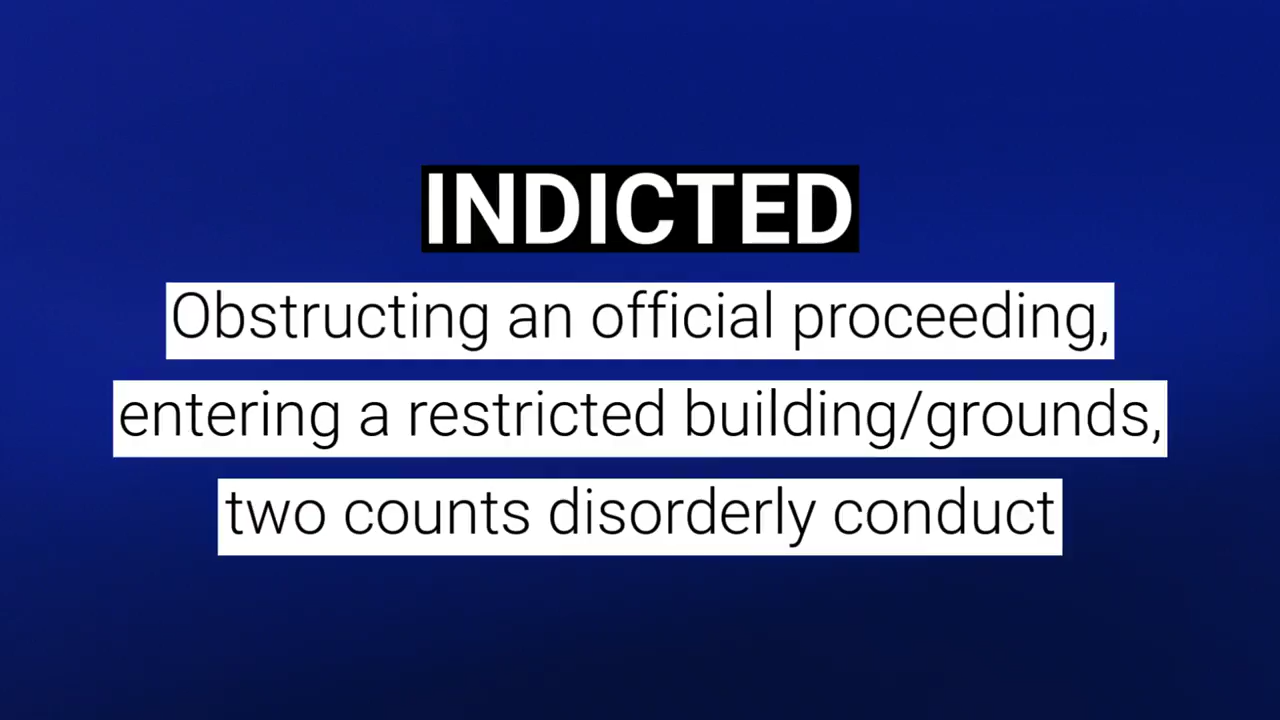 INDICTED
Obstructing an official proceeding,
entering a restricted building/grounds,
two counts disorderly conduct